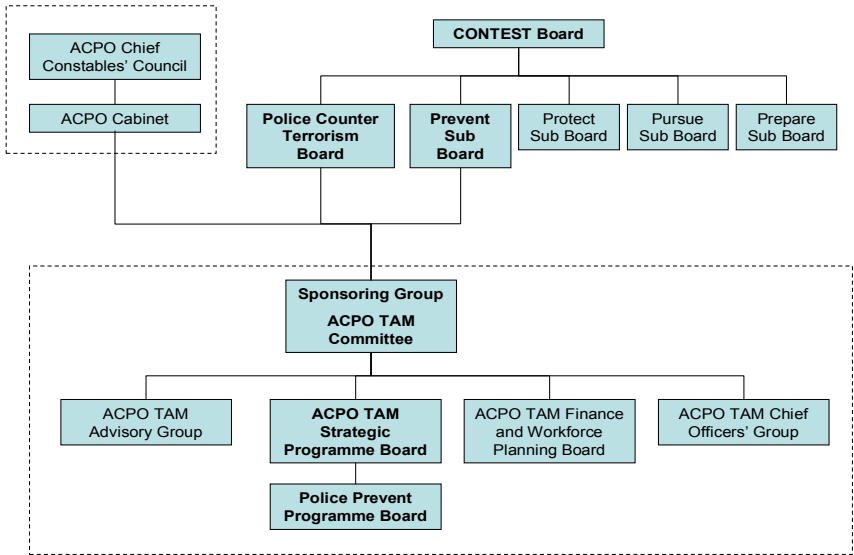 ACPO Chief
Constables' Council
ACPO Cabinet
CONTEST Board
Police Counter
Terrorism
Board
Prevent
Sub
Board
Protect
Sub Board
Pursue
Sub Board
Prepare
Sub Board
Sponsoring Group
ACPO TAM
Committee
ACPO TAM
Advisory Group
ACPO TAM
Strategic
Programme Board
ACPO TAM Finance
and Workforce
Planning Board
ACPO TAM Chief
Officers' Group
Police Prevent
Programme Board